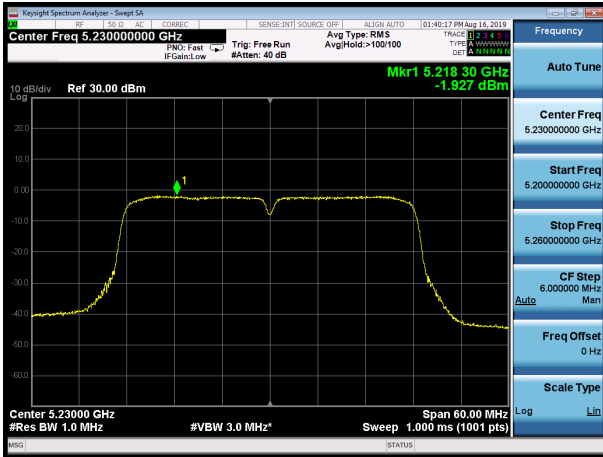 Keysight Spectrum Analyzer - Swept SA
RF 50 Ω AC CORREC SENSE:INT SOURCE OFF ALIGN AUTO 01:40:17 PM Aug 16, 2019
Center Freq 5.230000000 GHz
PNO: Fast
IFGain:Low
Trig: Free Run
#Atten: 40 dB
Avg Type: RMS
Avg|Hold:>100/100
TRACE 1 2 3 4 5 6
TYPE A WWWWW
DET A N N N N N
Mkr1 5.218 30 GHz
-1.927 dBm
10 dB/div Ref 30.00 dBm
Log
20.0
10.0
0.00
-10.0
-20.0
-30.0
-40.0
-50.0
-60.0
1
Center 5.23000 GHz
Span 60.00 MHz
#Res BW 1.0 MHz
#VBW 3.0 MHz*
Sweep 1.000 ms (1001 pts)
MSG
STATUS
Frequency
Auto Tune
Center Freq
5.230000000 GHz
Start Freq
5.200000000 GHz
Stop Freq
5.260000000 GHz
CF Step
6.000000 MHz
Auto Man
Freq Offset
0 Hz
Scale Type
Log Lin